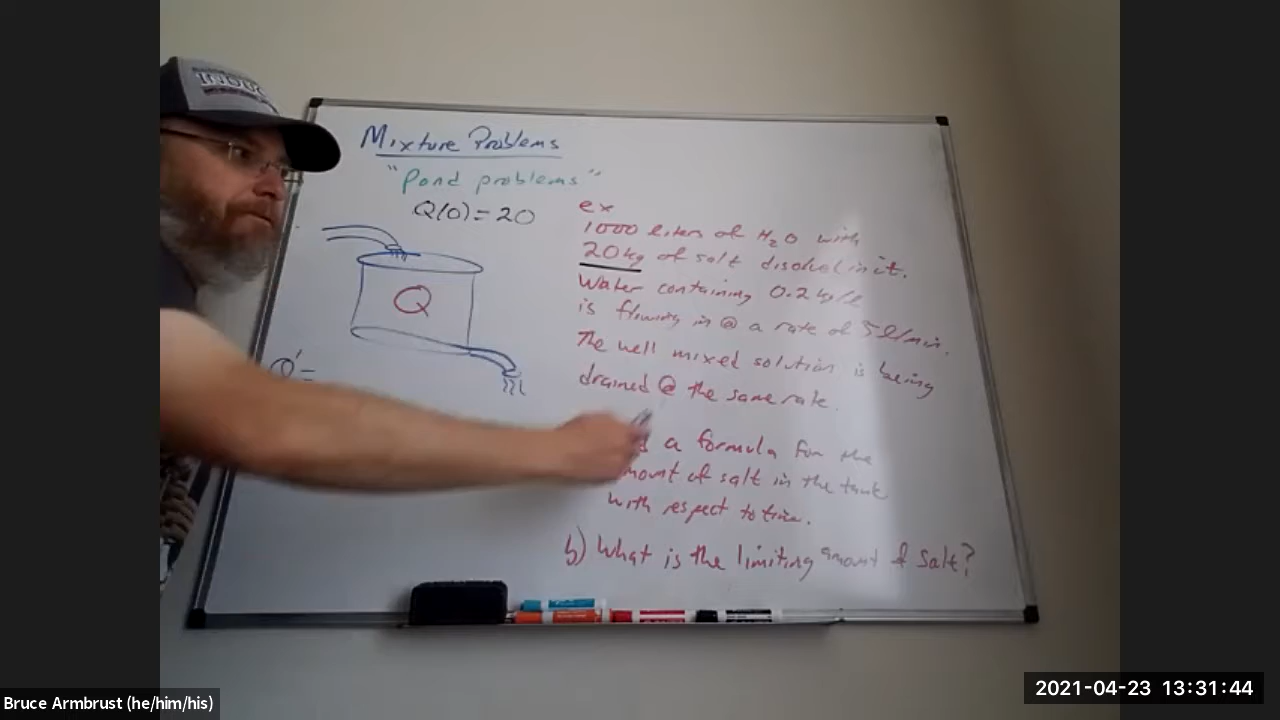 Mixture Problems
"Pond problems"
Q(0)=20
Q
Q'=
ex
1000 liters of H₂O with
20kg of salt disolved in it.
Water containing 0.2 kg/l
is flowing in @ a rate of 5l/min.
The well mixed solution is being
drained @ the same rate.
a formula for the
amount of salt in the tank
with respect to time.
b) What is the limiting amount of salt?
Bruce Armbrust (he/him/his)
2021-04-23 13:31:44